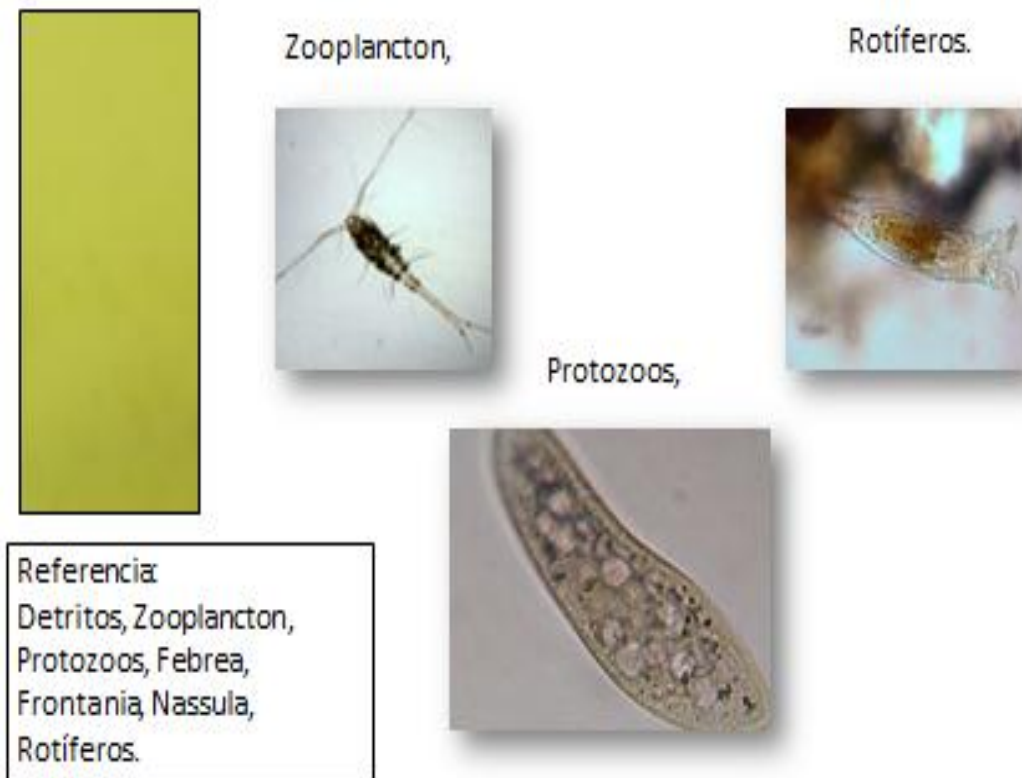 Zooplancton,
Rotíferos.
Protozoos,
Referencia:
Detritos, Zooplancton,
Protozoos, Febrea,
Frontania, Nassula,
Rotíferos.